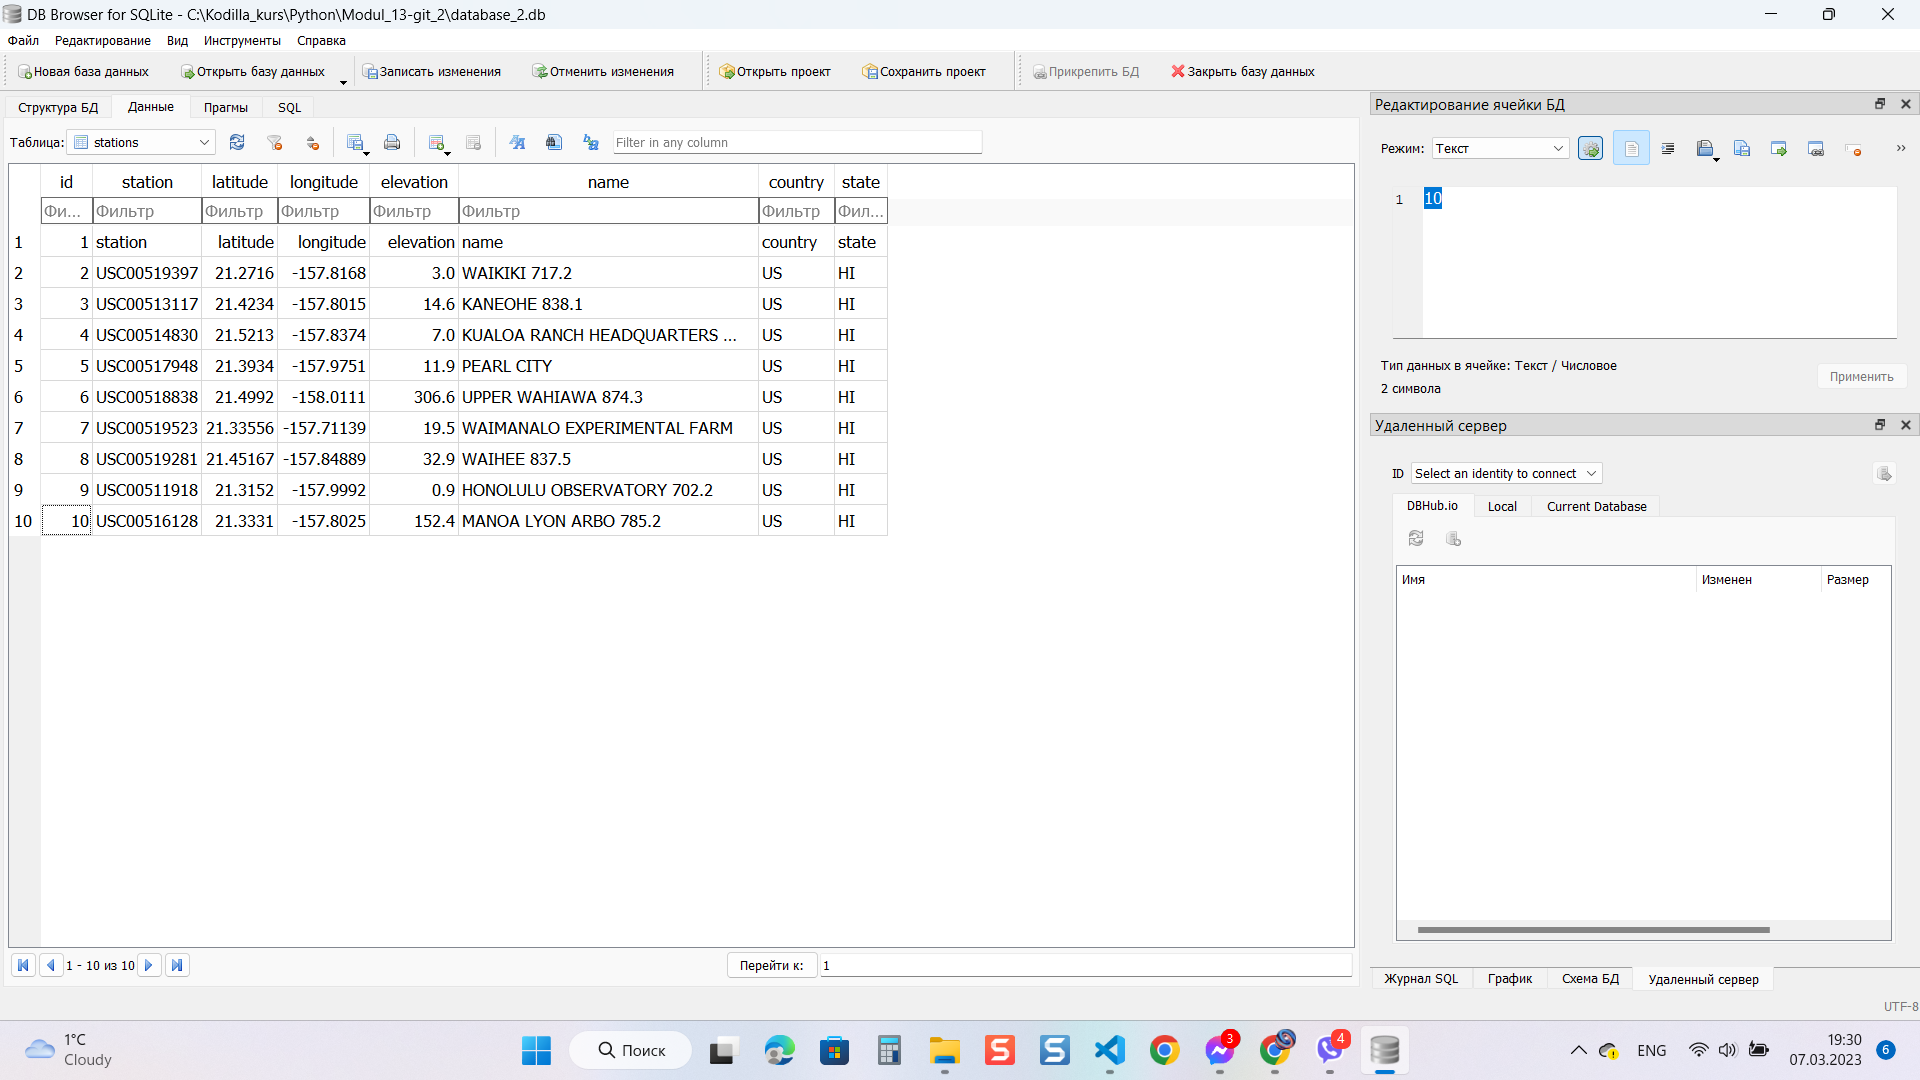 DB Browser for SQLite - C:\Kodilla_kurs\Python\Modul_13-git_2\database_2.db
Файл Редактирование Вид Инструменты Справка
Новая база данных Открыть базу данных Записать изменения Отменить изменения Открыть проект Сохранить проект Прикрепить БД Закрыть базу данных
Структура БД Данные Прагмы SQL
Таблица: stations Filter in any column
id station latitude longitude elevation name country state
Фи... Фильтр Фильтр Фильтр Фильтр Фильтр Фильтр Фил...
1 1 station latitude longitude elevation name country state
2 2 USC00519397 21.2716 -157.8168 3.0 WAIKIKI 717.2 US HI
3 3 USC00513117 21.4234 -157.8015 14.6 KANEOHE 838.1 US HI
4 4 USC00514830 21.5213 -157.8374 7.0 KUALOA RANCH HEADQUARTERS ... US HI
5 5 USC00517948 21.3934 -157.9751 11.9 PEARL CITY US HI
6 6 USC00518838 21.4992 -158.0111 306.6 UPPER WAHIAWA 874.3 US HI
7 7 USC00519523 21.33556 -157.71139 19.5 WAIMANALO EXPERIMENTAL FARM US HI
8 8 USC00519281 21.45167 -157.84889 32.9 WAIHEE 837.5 US HI
9 9 USC00511918 21.3152 -157.9992 0.9 HONOLULU OBSERVATORY 702.2 US HI
10 10 USC00516128 21.3331 -157.8025 152.4 MANOA LYON ARBO 785.2 US HI
1 - 10 из 10 Перейти к: 1
Редактирование ячейки БД
Режим: Текст
1 10
Тип данных в ячейке: Текст / Числовое
2 символа
Применить
Удаленный сервер
ID Select an identity to connect
DBHub.io Local Current Database
Имя Изменен Размер
Журнал SQL График Схема БД Удаленный сервер
UTF-8
1°C
Cloudy
Поиск
3
4
ENG
19:30
07.03.2023
6